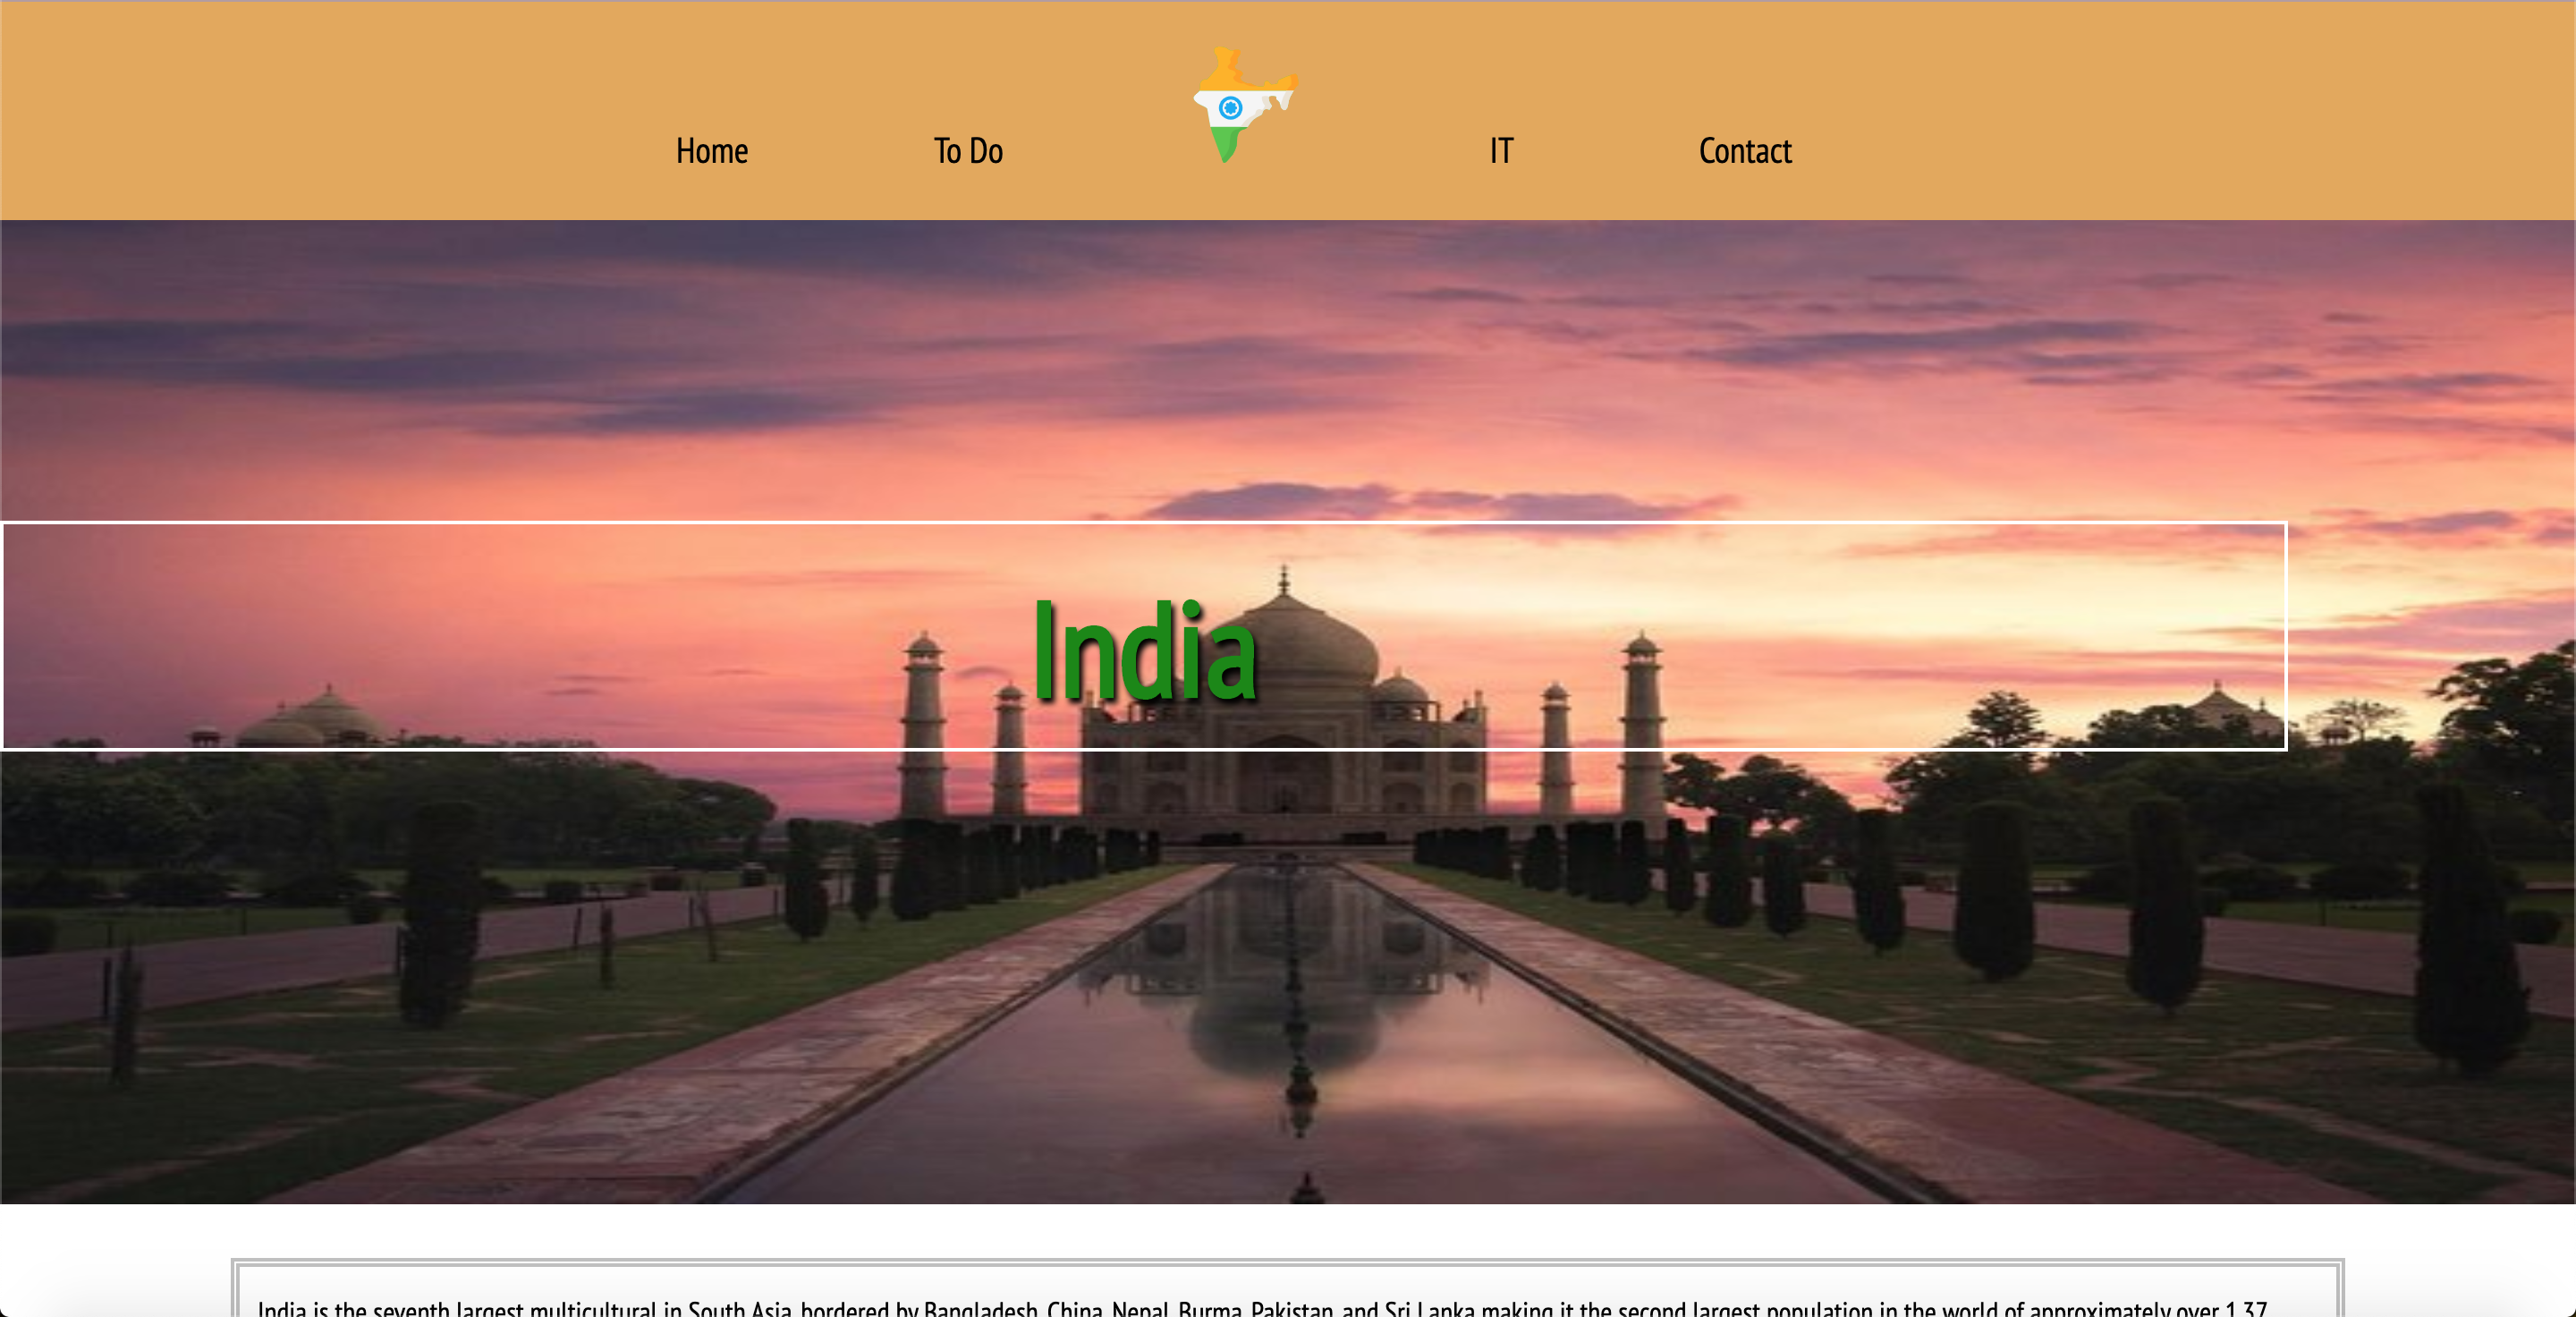 Home To Do IT Contact
India
India is the seventh largest multicultural in South Asia, bordered by Bangladesh, China, Nepal, Burma, Pakistan, and Sri Lanka making it the second largest population in the world of approximately over 1.37